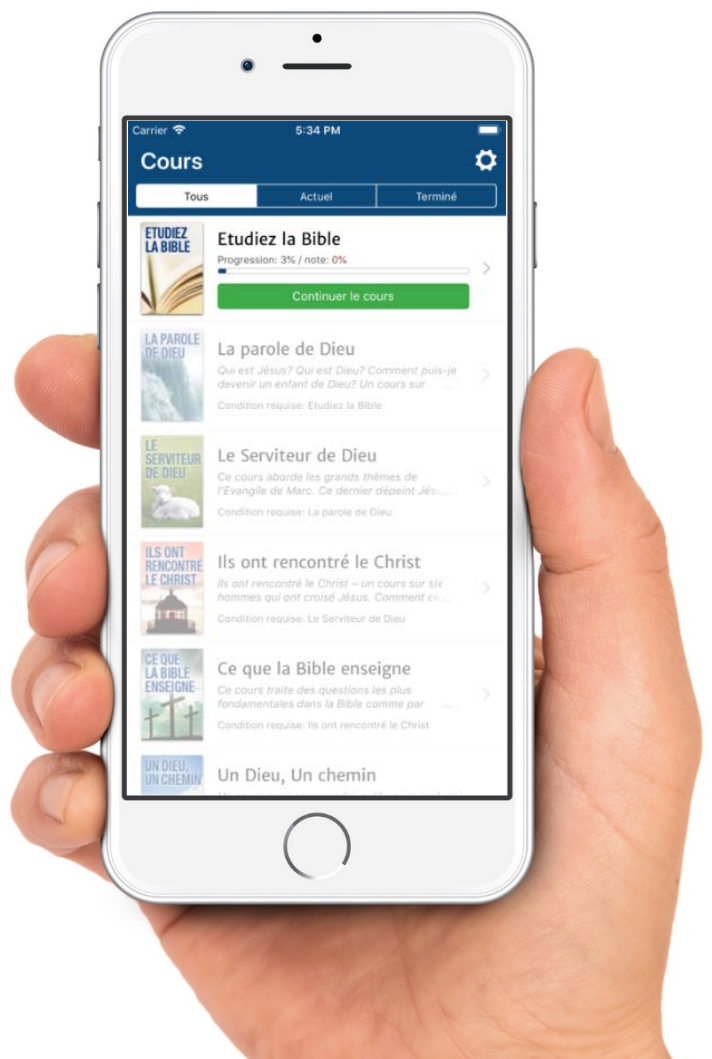 Carrier 5:34 PM
Cours
Tous Actuel Terminé
ETUDIEZ
LA BIBLE
Etudiez la Bible
Progression: 3% / note: 0%
Continuer le cours
LA PAROLE
DE DIEU
La parole de Dieu
Qui est Jésus? Qui est Dieu? Comment puis-je
devenir un enfant de Dieu? Un cours sur ...
Condition requise: Etudiez la Bible
LE
SERVITEUR
DE DIEU
Le Serviteur de Dieu
Ce cours aborde les grands thèmes de
l'Evangile de Marc. Ce dernier dépeint Jés...
Condition requise: La parole de Dieu
ILS ONT
RENCONTRÉ
LE CHRIST
Ils ont rencontré le Christ
Ils ont rencontré le Christ – un cours sur six
hommes qui ont croisé Jésus. Comment ce...
Condition requise: Le Serviteur de Dieu
CE QUE
LA BIBLE
ENSEIGNE
Ce que la Bible enseigne
Ce cours traite des questions les plus
fondamentales dans la Bible comme par ...
Condition requise: Ils ont rencontré le Christ
UN DIEU,
UN CHEMIN
Un Dieu, Un chemin